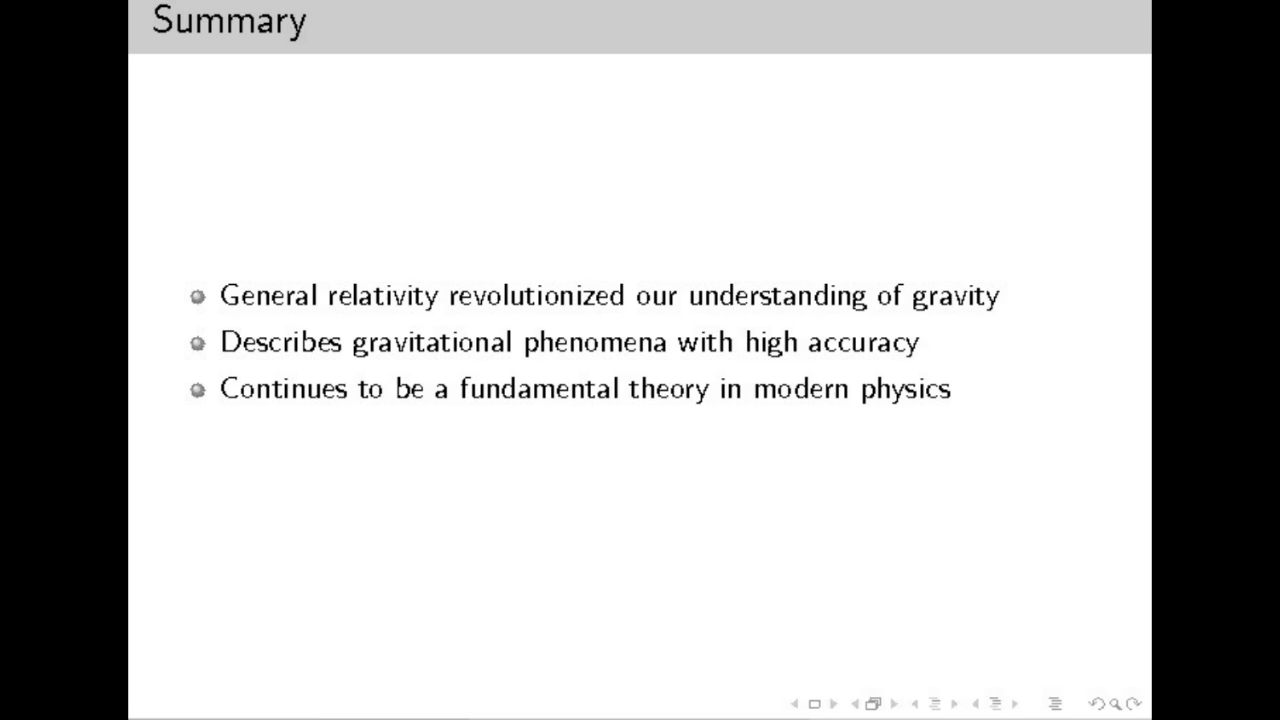 Summary
General relativity revolutionized our understanding of gravity
Describes gravitational phenomena with high accuracy
Continues to be a fundamental theory in modern physics